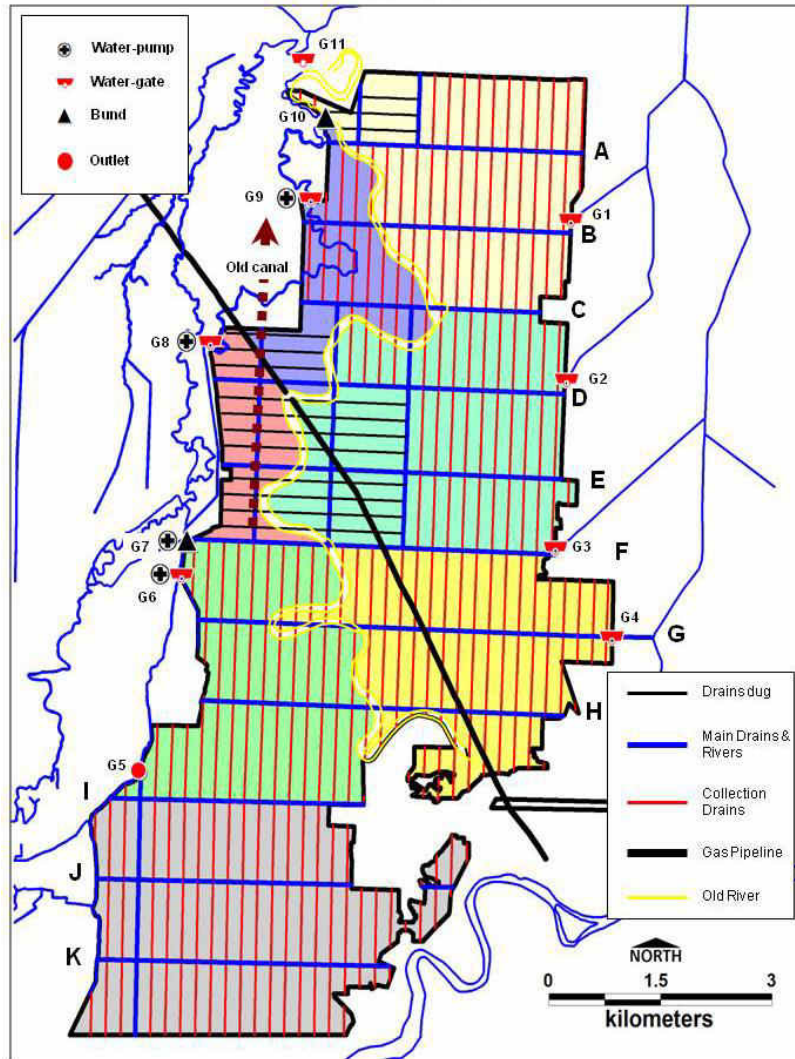 Water-pump
Water-gate
Bund
Outlet
G11
G10
A
G9
G1
B
Old canal
C
G8
G2
D
E
G7
G3
F
G6
G4
G
H
G5
I
J
K
Drains dug
Main Drains &
Rivers
Collection
Drains
Gas Pipeline
Old River
NORTH
0 1.5 3
kilometers